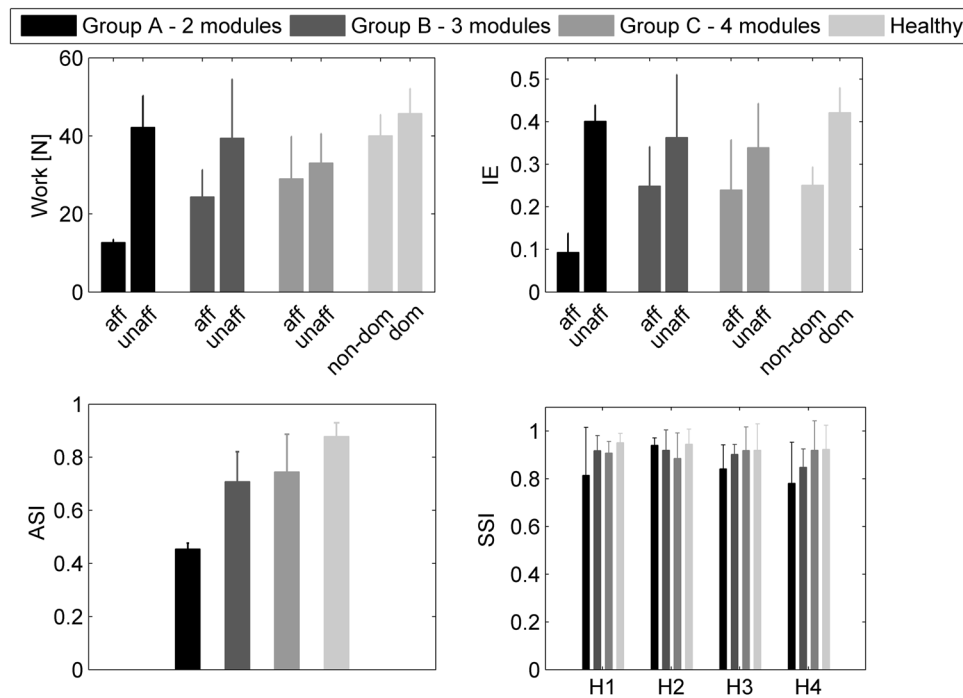 Group A - 2 modules Group B - 3 modules Group C - 4 modules Healthy
60
40
20
0
Work [N]
aff unaff aff unaff aff unaff non-dom dom
0.5
0.4
0.3
0.2
0.1
0
IE
aff unaff aff unaff aff unaff non-dom dom
1
0.8
0.6
0.4
0.2
0
ASI
1
0.8
0.6
0.4
0.2
0
SSI
H1 H2 H3 H4